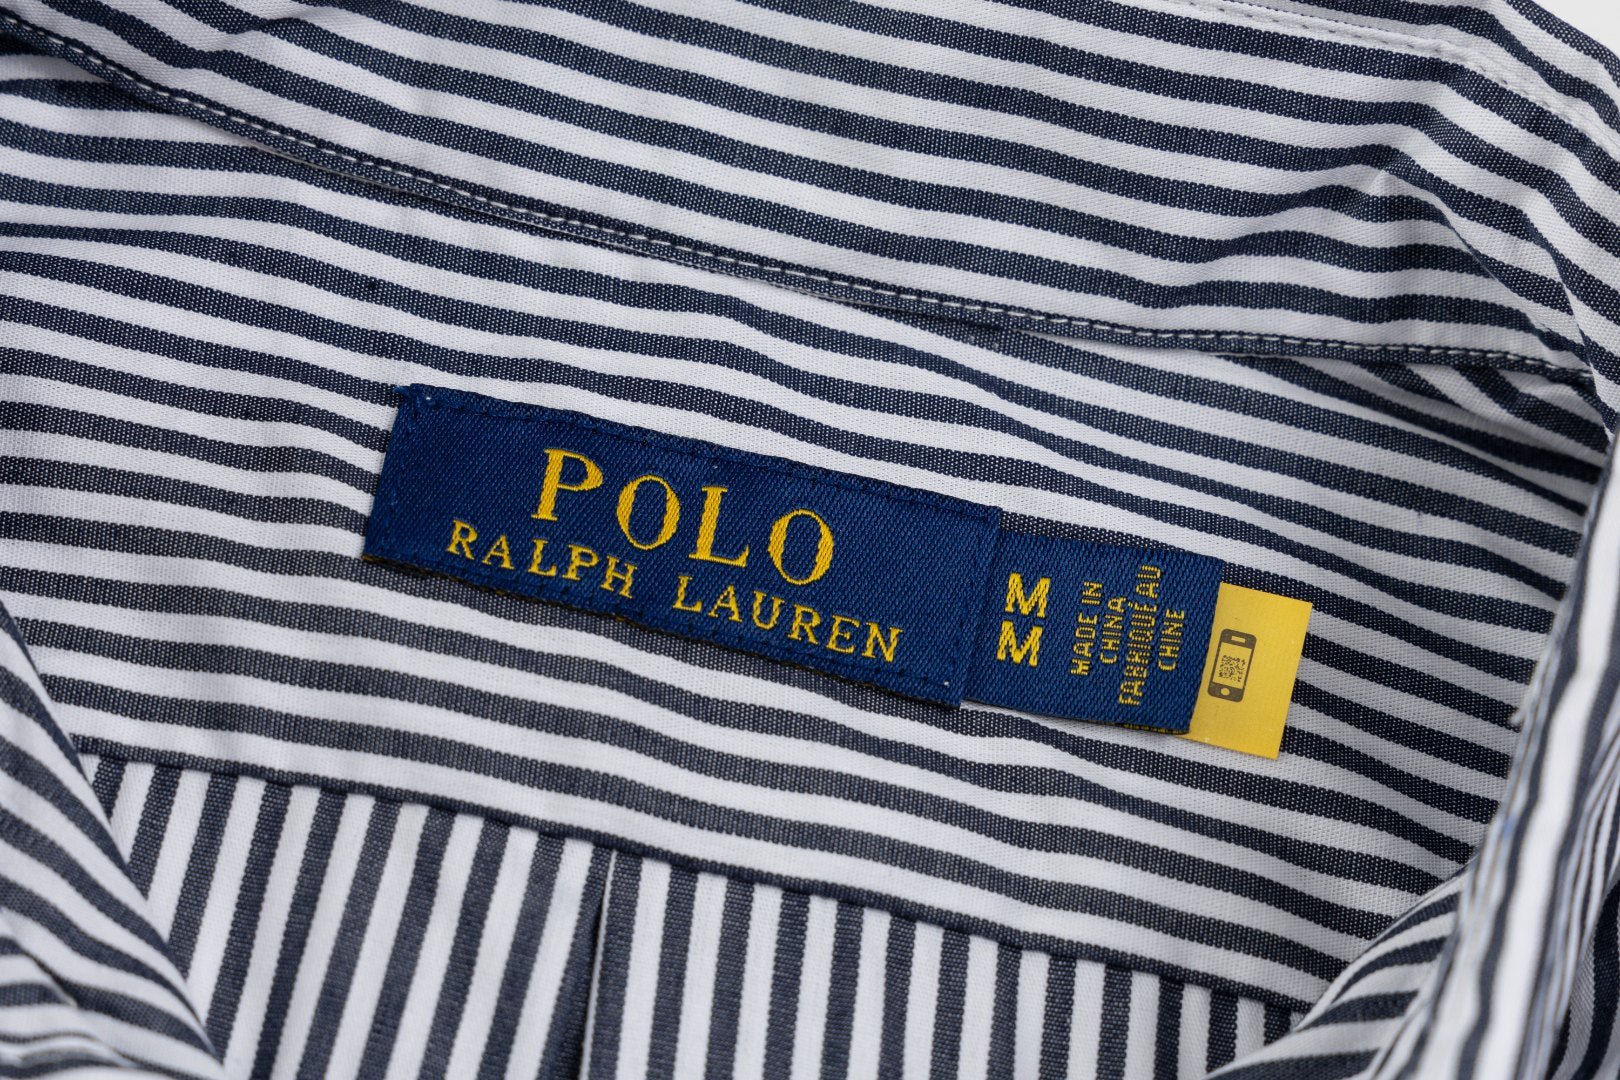 POLO
RALPH LAUREN
M
M
MADE IN
CHINA
FABRIQUÉ AU
CHINE